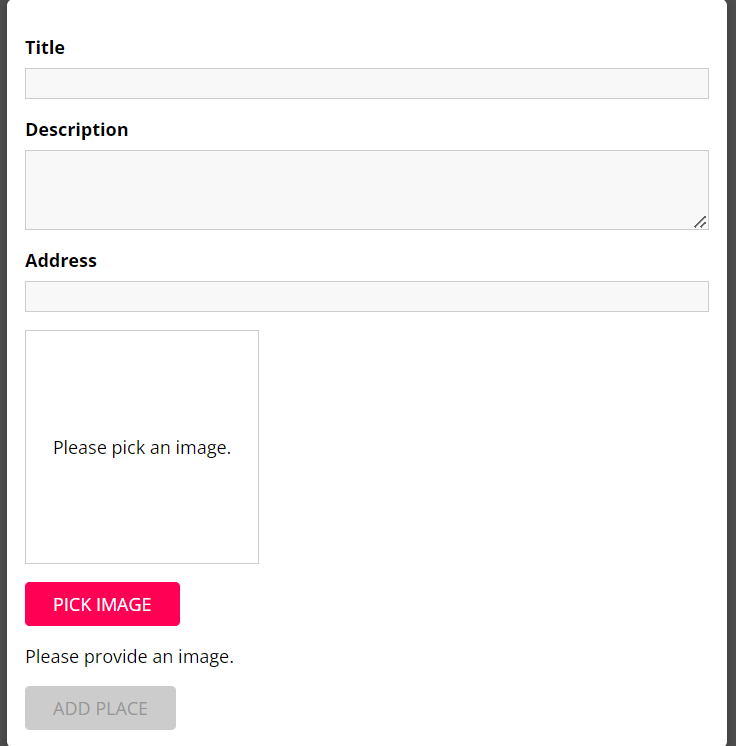 Title
Description
Address
Please pick an image.
PICK IMAGE
Please provide an image.
ADD PLACE